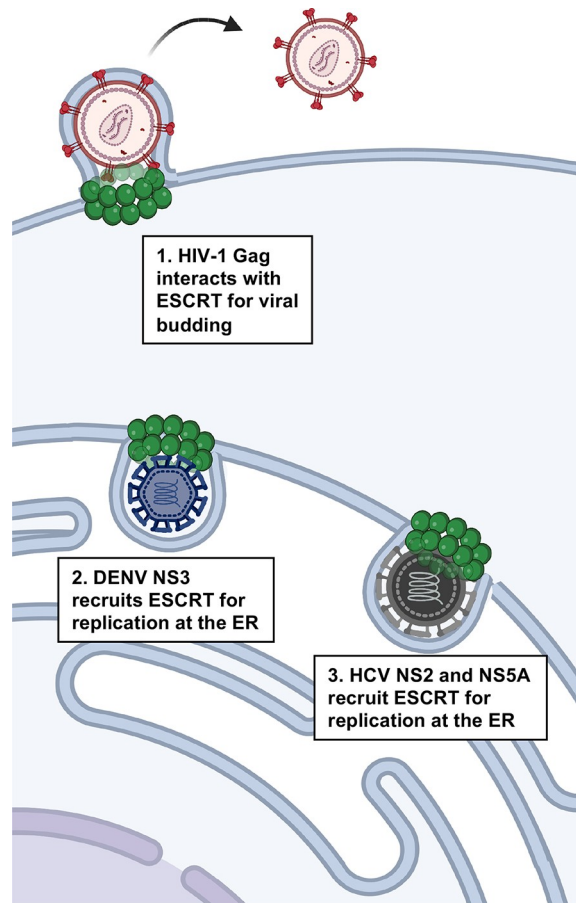 1. HIV-1 Gag
interacts with
ESCRT for viral
budding
2. DENV NS3
recruits ESCRT for
replication at the ER
3. HCV NS2 and NS5A
recruit ESCRT for
replication at the ER